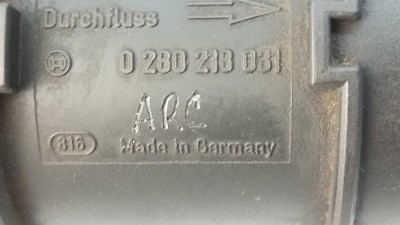 Durchfluss
0 280 218 031
ARC
816 Made in Germany